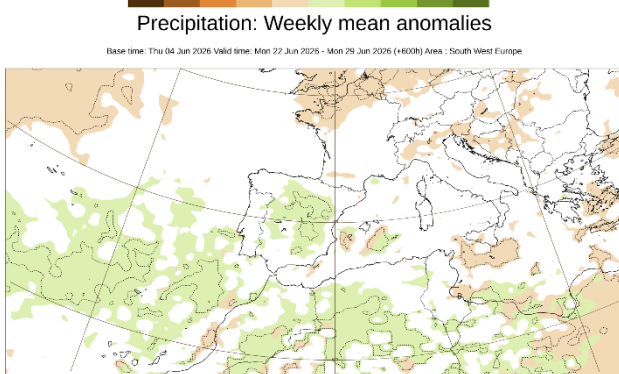 Precipitation: Weekly mean anomalies
Base time: Thu 04 Jun 2026 Valid time: Mon 22 Jun 2026 - Mon 29 Jun 2026 (+600h) Area : South West Europe